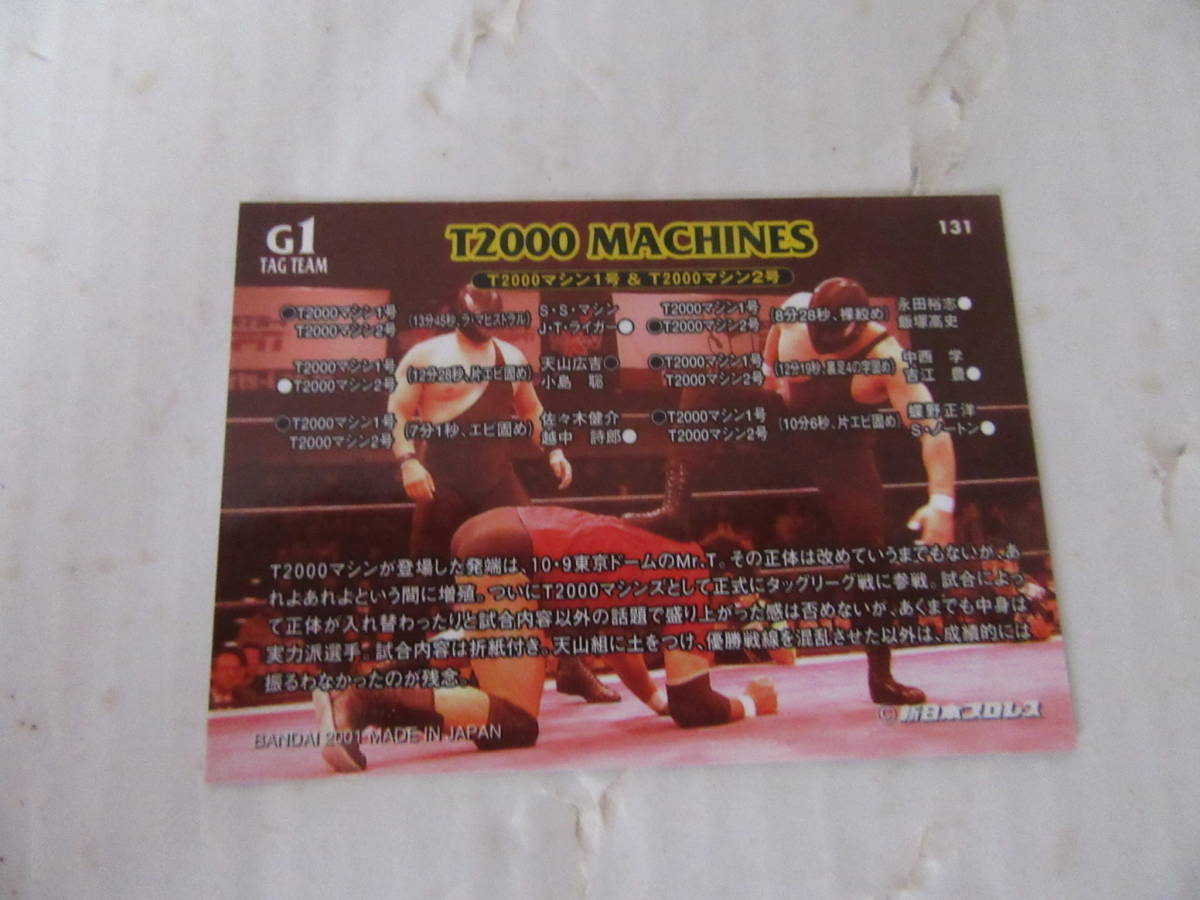 G1
TAG TEAM
T2000 MACHINES
131
T2000マシン1号 & T2000マシン2号
●T2000マシン1号
T2000マシン2号
(13分45秒、ラ・マヒストラル)
S・S・マシン
J・T・ライガー○
T2000マシン1号
●T2000マシン2号
(8分28秒、裸絞め)
永田裕志○
飯塚高史
T2000マシン1号
○T2000マシン2号
(12分28秒、片エビ固め)
天山広吉●
小島 聡
●T2000マシン1号
T2000マシン2号
(12分19秒、裏足4の字固め)
中西 学
吉江 豊○
●T2000マシン1号
T2000マシン2号
(7分1秒、エビ固め)
佐々木健介
越中 詩郎○
●T2000マシン1号
T2000マシン2号
(10分6秒、片エビ固め)
蝶野正洋
S・ノートン○
T2000マシンが登場した発端は、10・9東京ドームのMr.T。その正体は改めていうまでもないが、あ
れよあれよという間に増殖。ついにT2000マシンズとして正式にタッグリーグ戦に参戦。試合によっ
て正体が入れ替わったりと試合内容以外の話題で盛り上がった感は否めないが、あくまでも中身は
実力派選手。試合内容は折紙付き。天山組に土をつけ、優勝戦線を混乱させた以外は、成績的には
振るわなかったのが残念。
©新日本プロレス
BANDAI 2001 MADE IN JAPAN